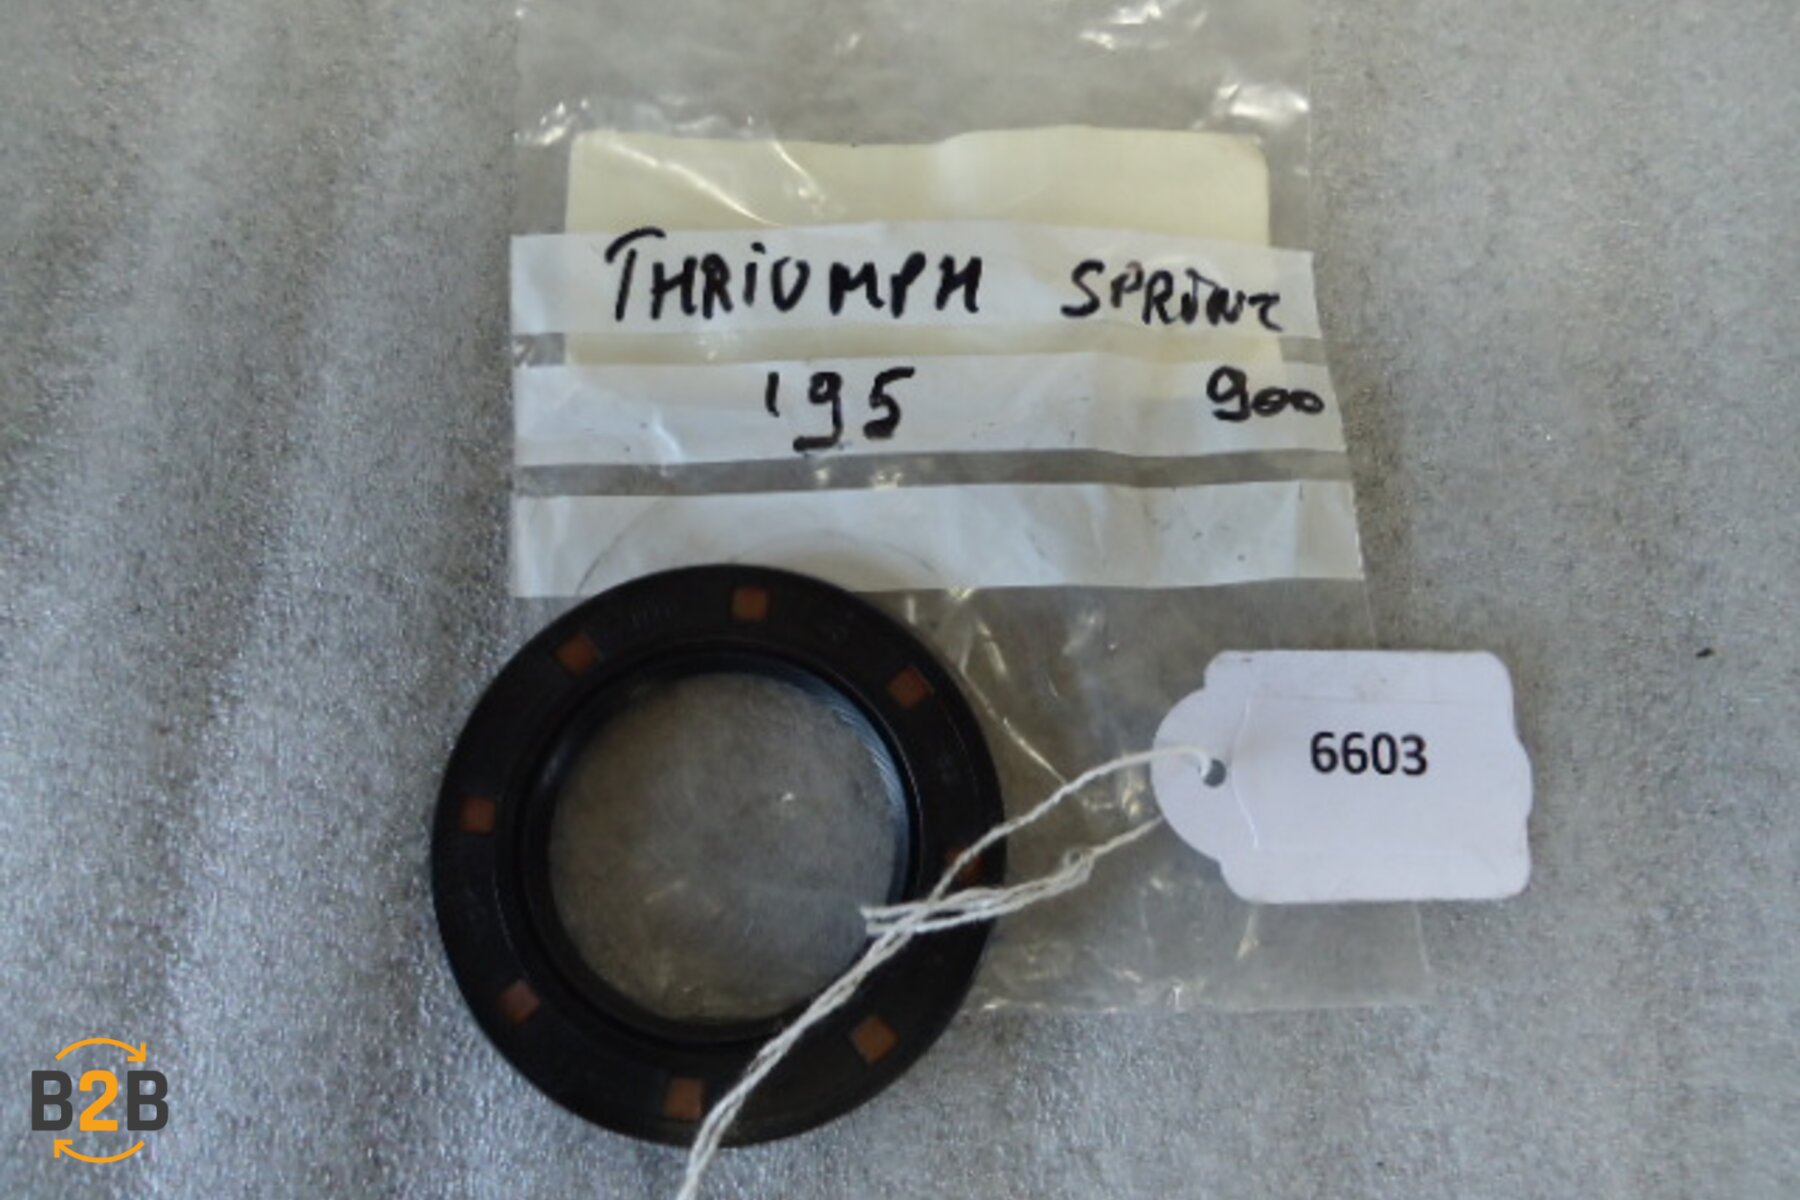 THRIUMPH SPRINT
'95 900
6603
B2B